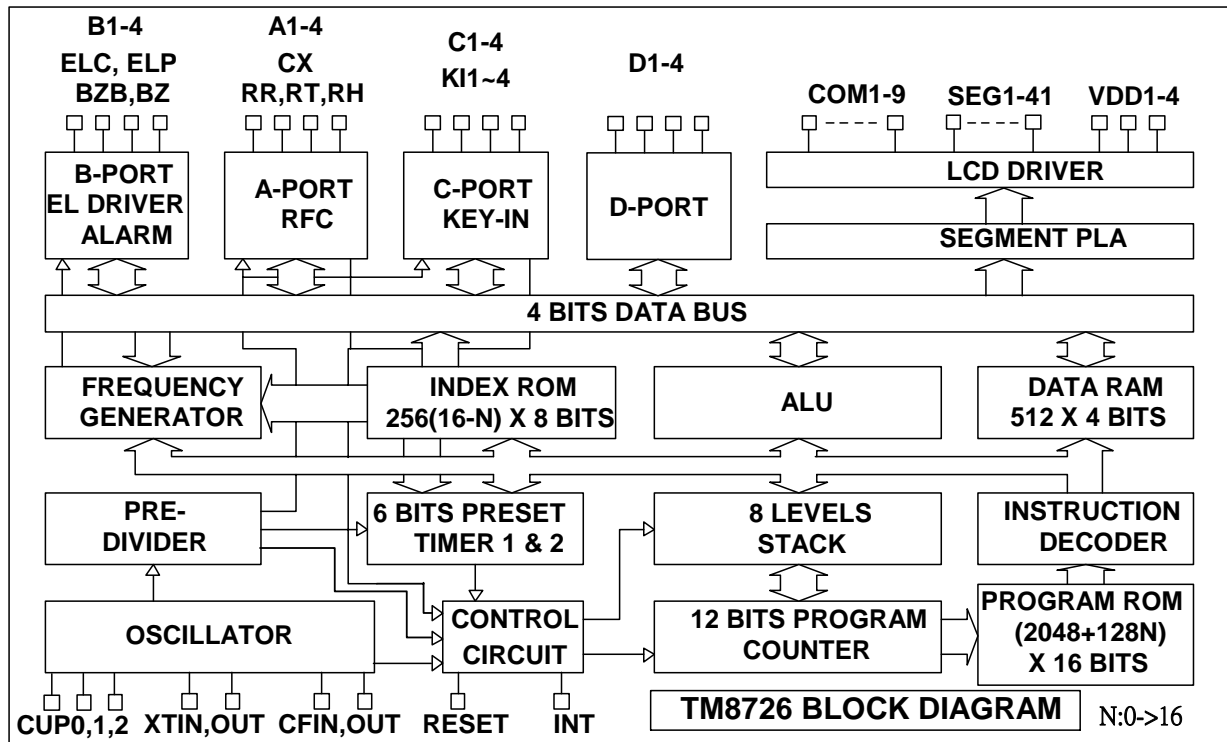 B1-4
A1-4
C1-4
D1-4
ELC, ELP
CX
KI1~4
BZB,BZ
RR,RT,RH
COM1-9
SEG1-41
VDD1-4
B-PORT
EL DRIVER
ALARM
A-PORT
RFC
C-PORT
KEY-IN
D-PORT
LCD DRIVER
SEGMENT PLA
4 BITS DATA BUS
FREQUENCY
GENERATOR
INDEX ROM
256(16-N) X 8 BITS
ALU
DATA RAM
512 X 4 BITS
PRE-
DIVIDER
6 BITS PRESET
TIMER 1 & 2
8 LEVELS
STACK
INSTRUCTION
DECODER
OSCILLATOR
CONTROL
CIRCUIT
12 BITS PROGRAM
COUNTER
PROGRAM ROM
(2048+128N)
X 16 BITS
CUP0,1,2
XTIN,OUT
CFIN,OUT
RESET
INT
TM8726 BLOCK DIAGRAM
N:0->16